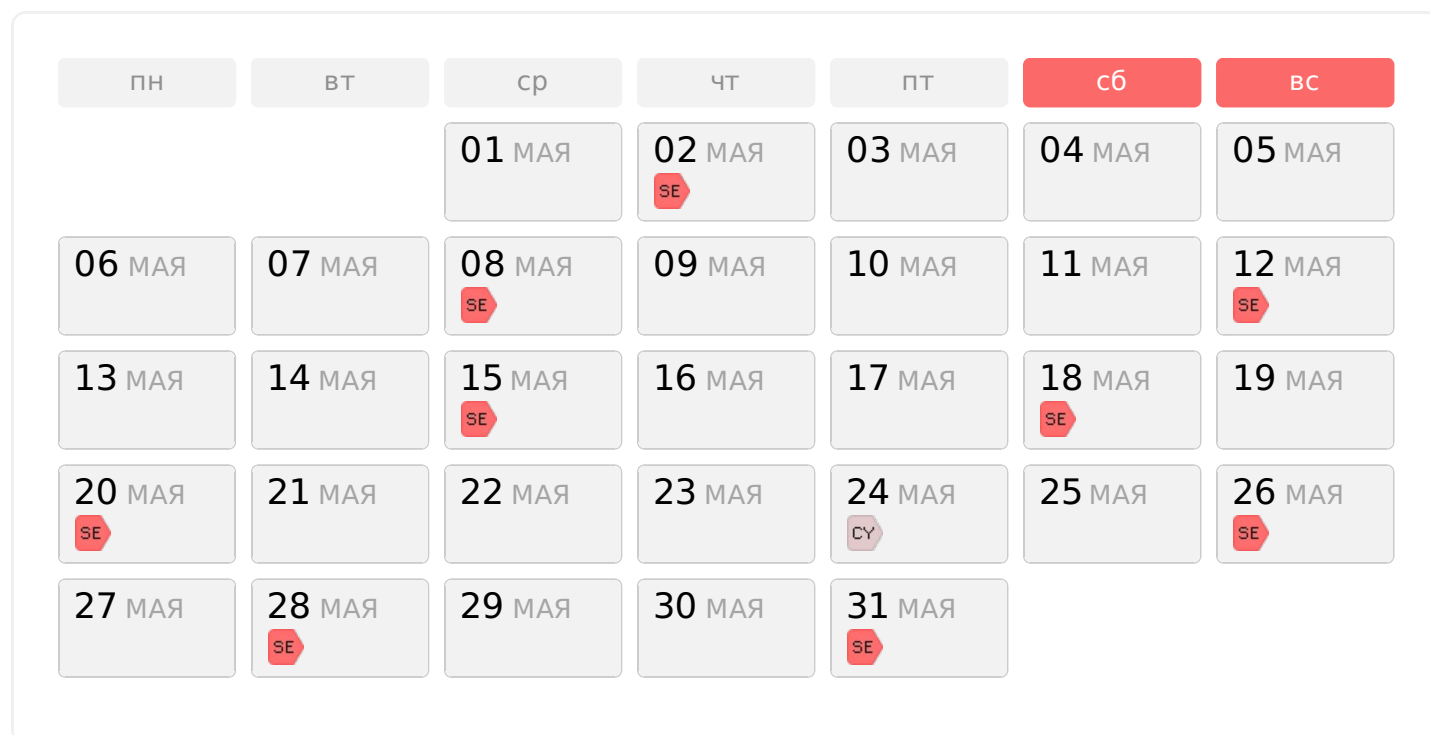 пн вт ср чт пт сб вс
01 МАЯ 02 МАЯ 03 МАЯ 04 МАЯ 05 МАЯ
SE
06 МАЯ 07 МАЯ 08 МАЯ 09 МАЯ 10 МАЯ 11 МАЯ 12 МАЯ
SE SE
13 МАЯ 14 МАЯ 15 МАЯ 16 МАЯ 17 МАЯ 18 МАЯ 19 МАЯ
SE SE
20 МАЯ 21 МАЯ 22 МАЯ 23 МАЯ 24 МАЯ 25 МАЯ 26 МАЯ
SE CY SE
27 МАЯ 28 МАЯ 29 МАЯ 30 МАЯ 31 МАЯ
SE SE